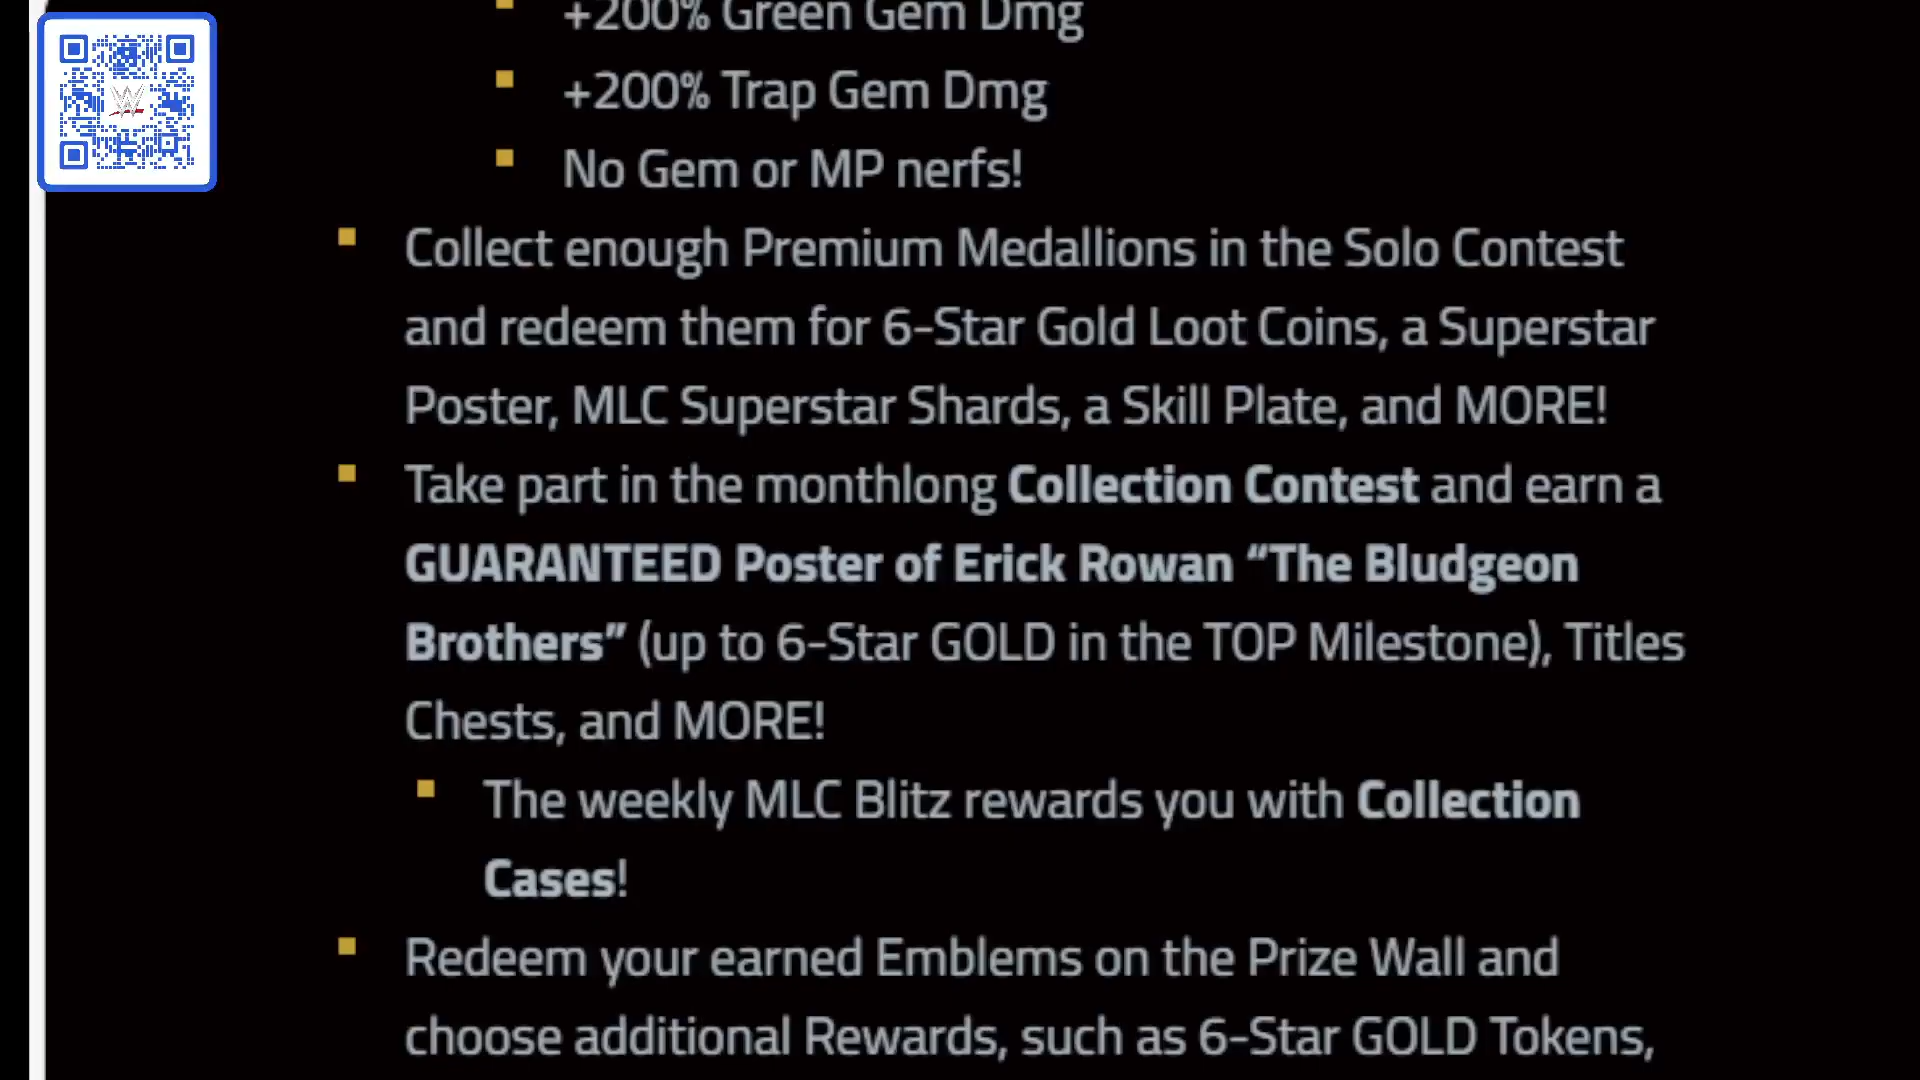 +200% Green Gem Dmg
+200% Trap Gem Dmg
No Gem or MP nerfs!
Collect enough Premium Medallions in the Solo Contest
and redeem them for 6-Star Gold Loot Coins, a Superstar
Poster, MLC Superstar Shards, a Skill Plate, and MORE!
Take part in the monthlong Collection Contest and earn a
GUARANTEED Poster of Erick Rowan “The Bludgeon
Brothers” (up to 6-Star GOLD in the TOP Milestone), Titles
Chests, and MORE!
The weekly MLC Blitz rewards you with Collection
Cases!
Redeem your earned Emblems on the Prize Wall and
choose additional Rewards, such as 6-Star GOLD Tokens,